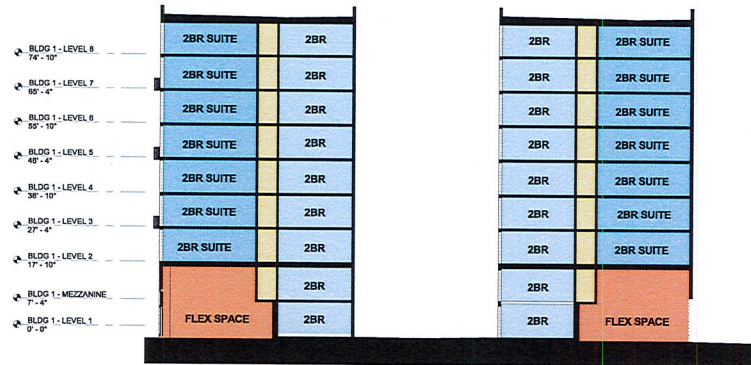 BLDG 1 - LEVEL 8
74' - 10"
BLDG 1 - LEVEL 7
65' - 4"
BLDG 1 - LEVEL 6
55' - 10"
BLDG 1 - LEVEL 5
46' - 4"
BLDG 1 - LEVEL 4
36' - 10"
BLDG 1 - LEVEL 3
27' - 4"
BLDG 1 - LEVEL 2
17' - 10"
BLDG 1 - MEZZANINE
7' - 4"
BLDG 1 - LEVEL 1
0' - 0"
2BR SUITE 2BR
2BR SUITE 2BR
2BR SUITE 2BR
2BR SUITE 2BR
2BR SUITE 2BR
2BR SUITE 2BR
2BR SUITE 2BR
2BR
FLEX SPACE 2BR
2BR 2BR SUITE
2BR 2BR SUITE
2BR 2BR SUITE
2BR 2BR SUITE
2BR 2BR SUITE
2BR 2BR SUITE
2BR 2BR SUITE
2BR
2BR FLEX SPACE